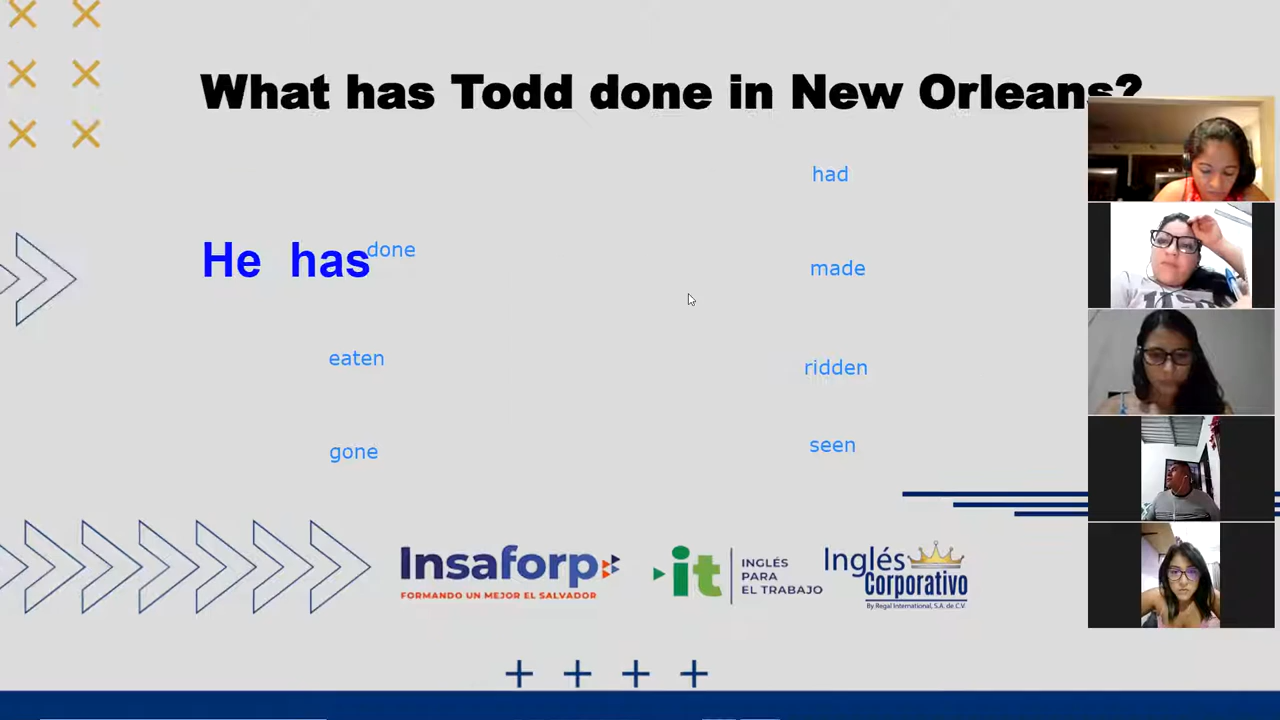 What has Todd done in New Orleans?
had
He has done
made
eaten
ridden
gone
seen
Insaforp
FORMANDO UN MEJOR EL SALVADOR
it
INGLÉS
PARA
EL TRABAJO
Inglés
Corporativo
By Regal International, S.A. de C.V.